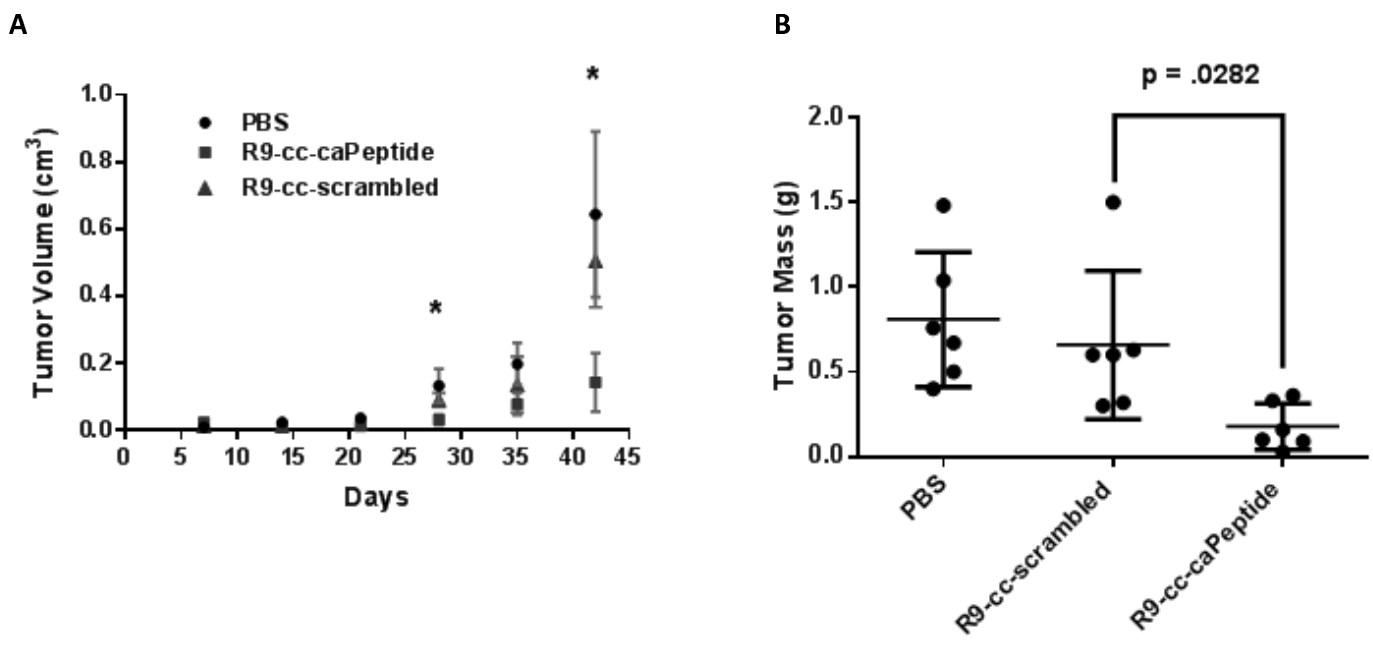 A
*
*
1.0
0.8
0.6
0.4
0.2
0.0
Tumor Volume (cm³)
PBS
R9-cc-caPeptide
R9-cc-scrambled
0 5 10 15 20 25 30 35 40 45
Days
B
p = .0282
2.0
1.5
1.0
0.5
0.0
Tumor Mass (g)
PBS
R9-cc-scrambled
R9-cc-caPeptide